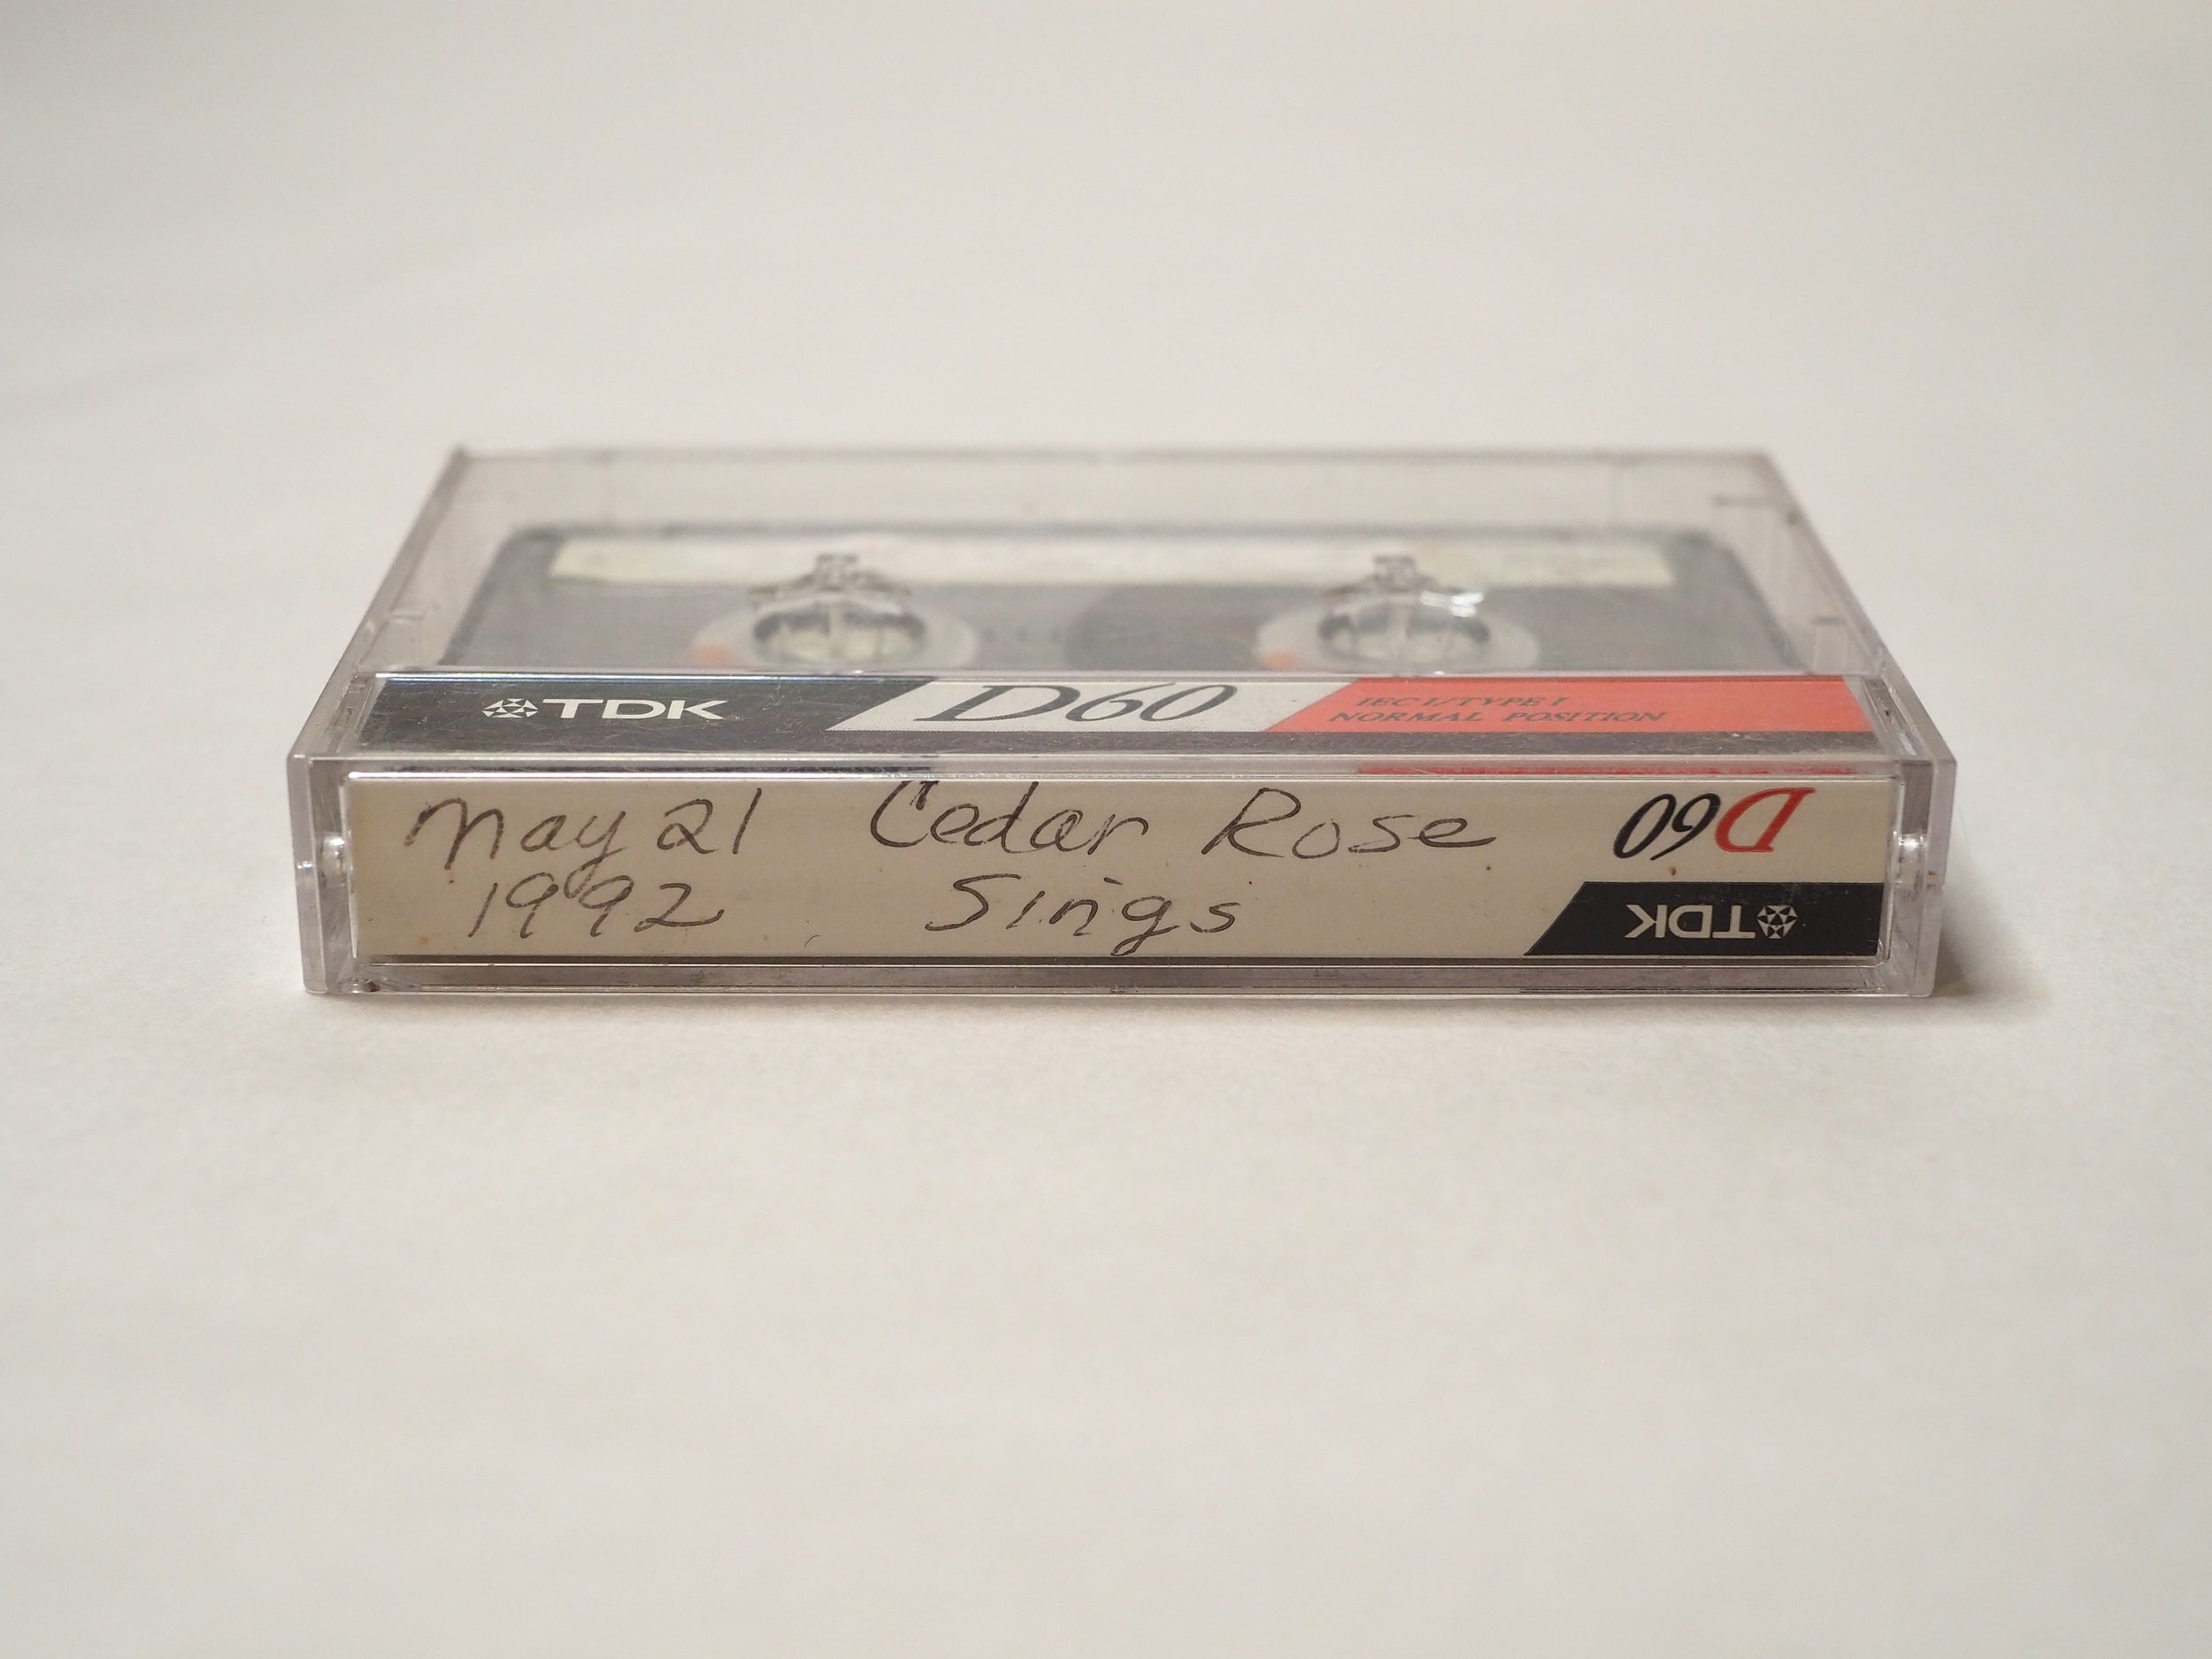 TDK D60 IEC I/TYPE I
NORMAL POSITION
May 21 Cedar Rose
1992 Sings
D60
TDK